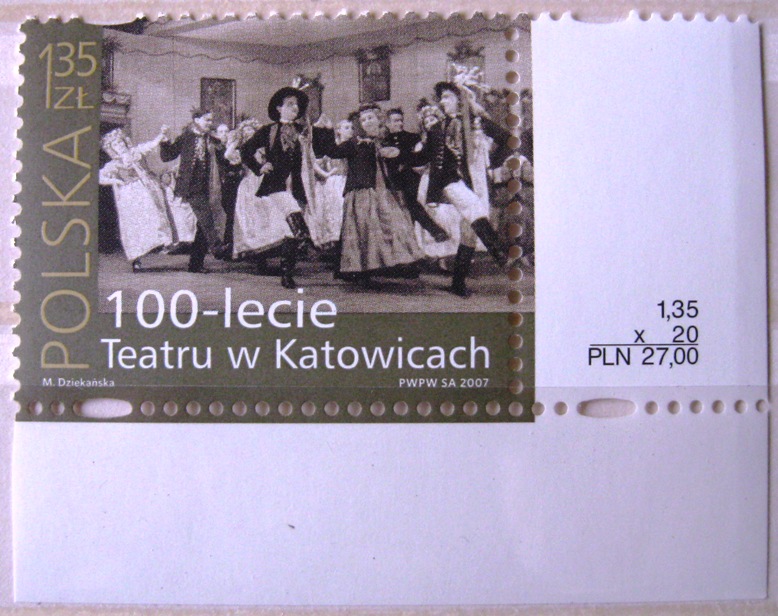 1,35
ZŁ
POLSKA
100-lecie
Teatru w Katowicach
M. Dziekańska
PWPW SA 2007
1,35
x 20
PLN 27,00